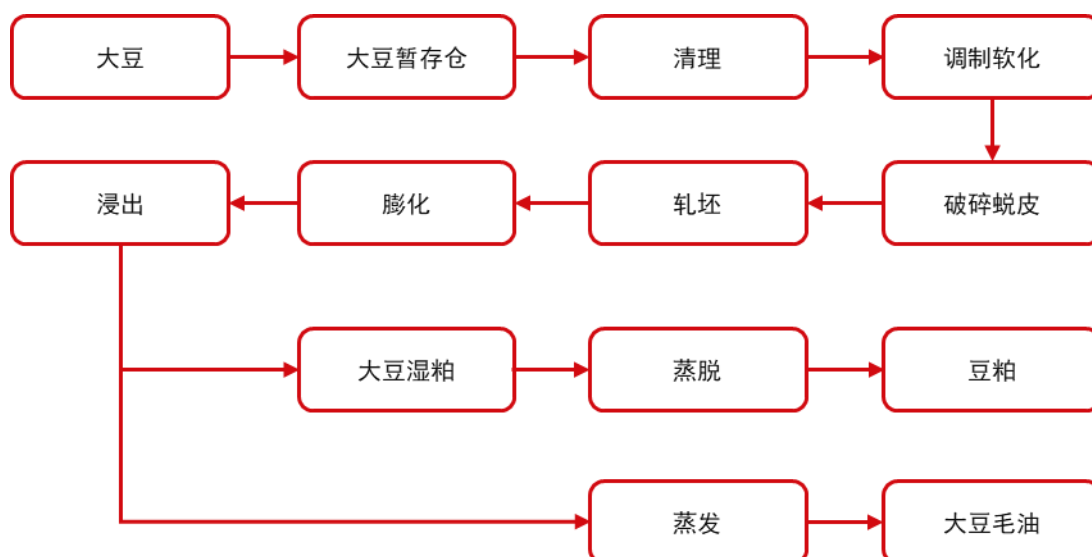 大豆
大豆暂存仓
清理
调制软化
浸出
膨化
轧坯
破碎蜕皮
大豆湿粕
蒸脱
豆粕
蒸发
大豆毛油